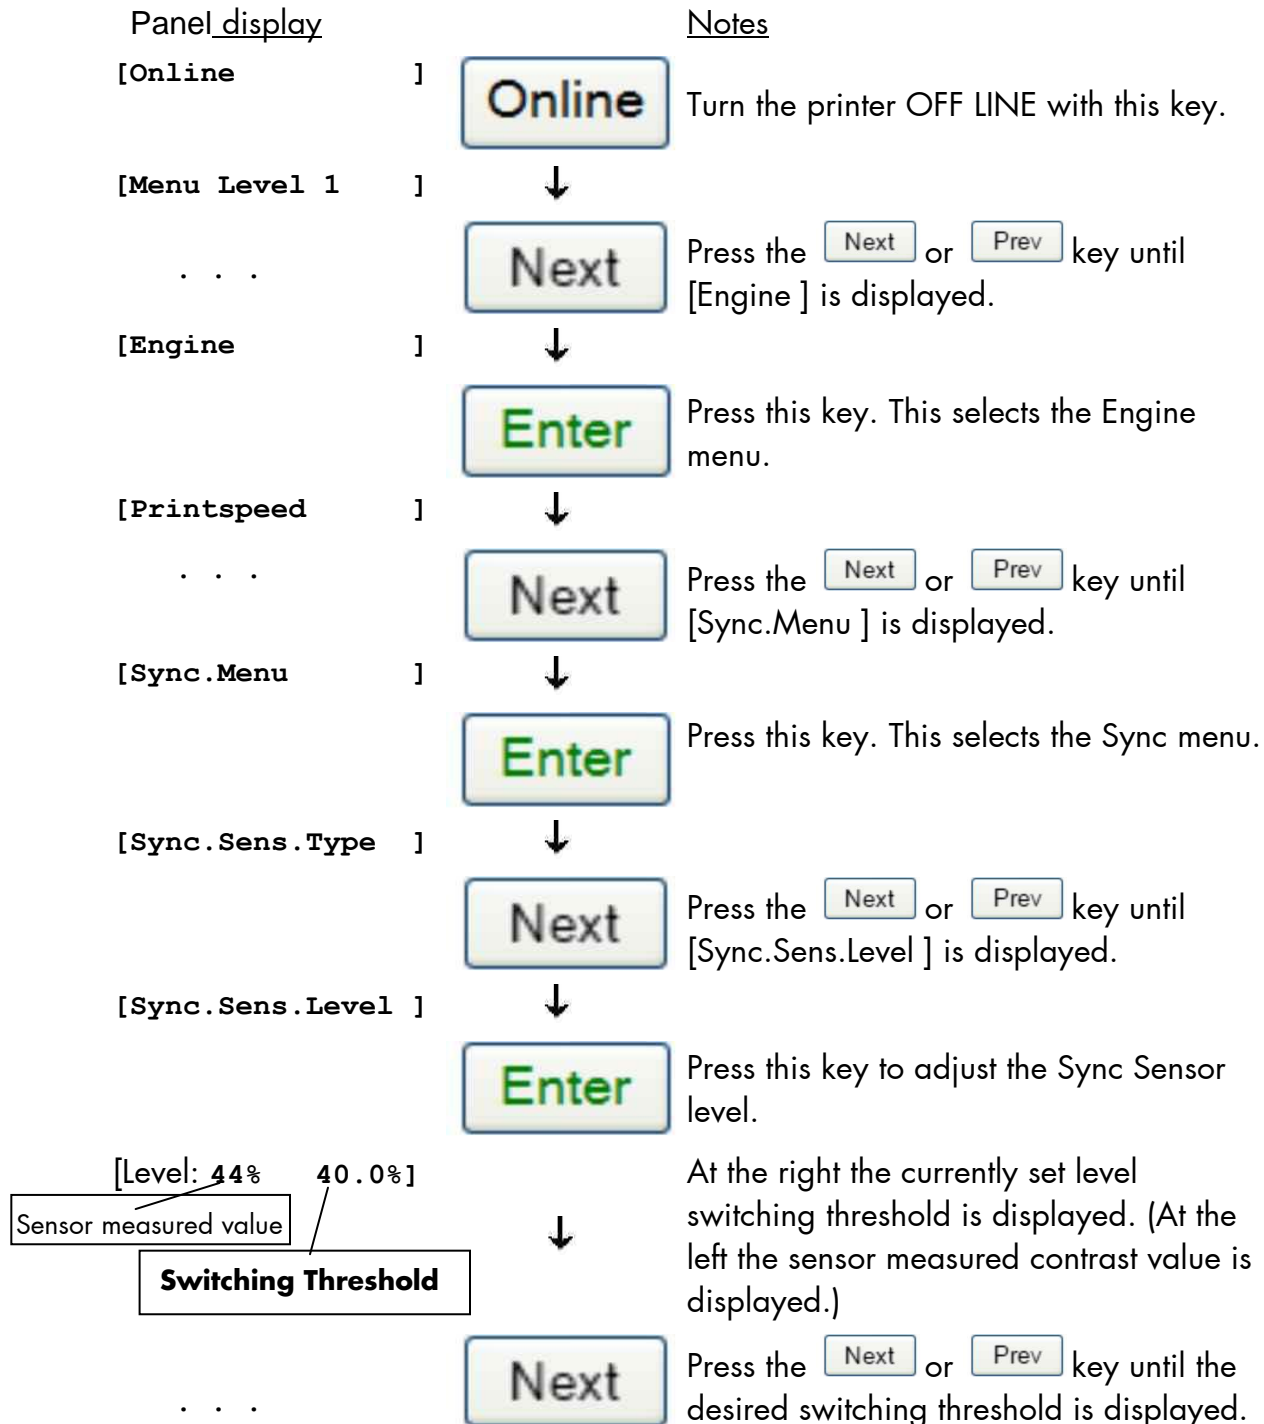 Panel display
Notes
[Online ]
Online
Turn the printer OFF LINE with this key.
[Menu Level 1 ]
↓
. . .
Next
Press the Next or Prev key until
[Engine ] is displayed.
[Engine ]
↓
Enter
Press this key. This selects the Engine
menu.
[Printspeed ]
↓
. . .
Next
Press the Next or Prev key until
[Sync.Menu ] is displayed.
[Sync.Menu ]
↓
Enter
Press this key. This selects the Sync menu.
[Sync.Sens.Type ]
↓
Next
Press the Next or Prev key until
[Sync.Sens.Level ] is displayed.
[Sync.Sens.Level ]
↓
Enter
Press this key to adjust the Sync Sensor
level.
[Level: 44% 40.0%]
Sensor measured value
Switching Threshold
↓
At the right the currently set level
switching threshold is displayed. (At the
left the sensor measured contrast value is
displayed.)
. . .
Next
Press the Next or Prev key until the
desired switching threshold is displayed.